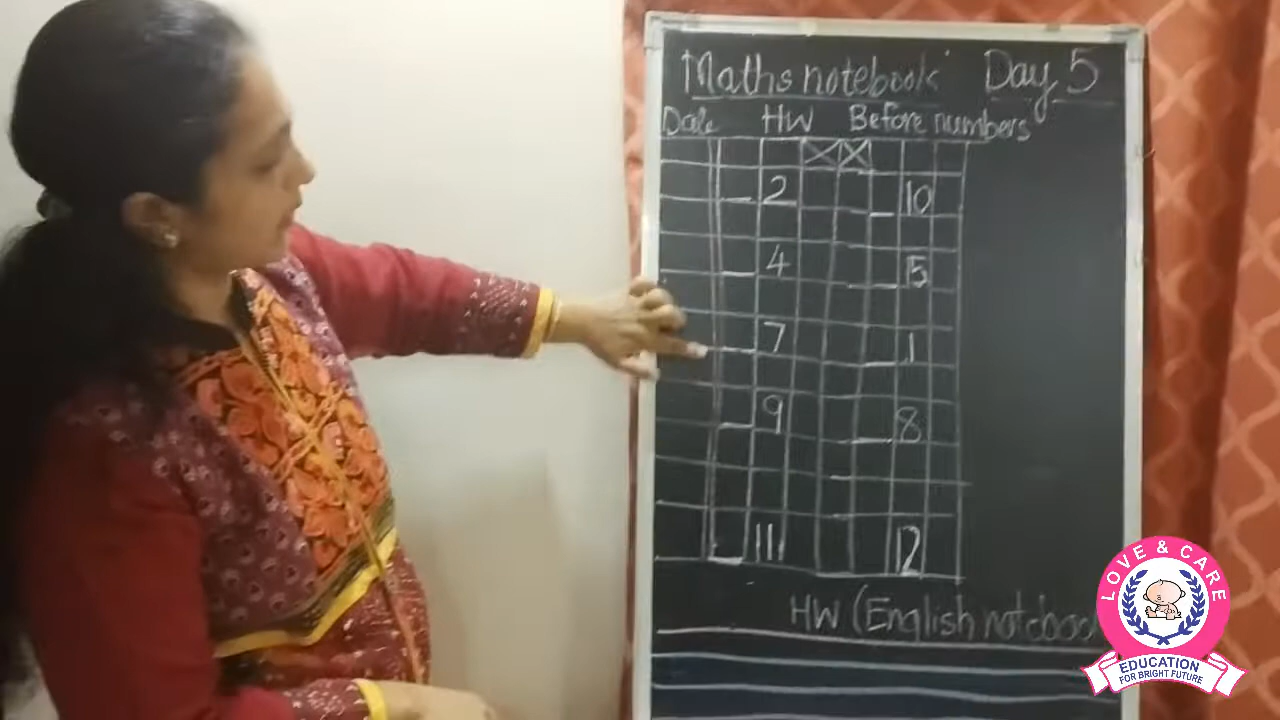 Maths notebook Day 5
Date HW Before numbers
2 10
4 15
7 1
9 8
11 12
HW (English notebook
LOVE & CARE
EDUCATION
FOR BRIGHT FUTURE